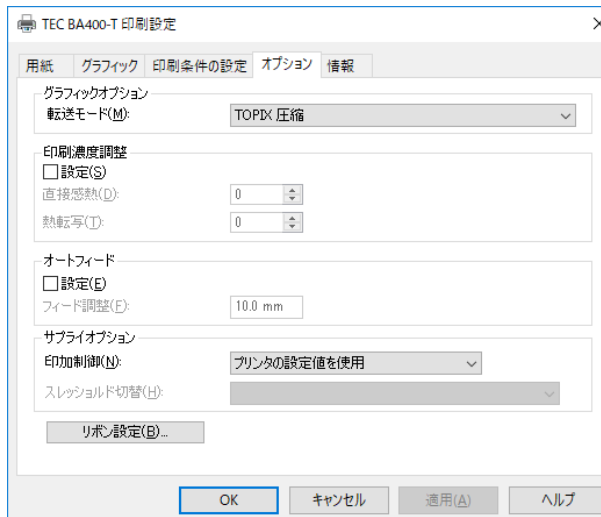 TEC BA400-T 印刷設定
用紙 グラフィック 印刷条件の設定 オプション 情報
グラフィックオプション
転送モード(M): TOPIX 圧縮
印刷濃度調整
設定(S)
直接感熱(D): 0
熱転写(T): 0
オートフィード
設定(E)
フィード調整(F): 10.0 mm
サプライオプション
印加制御(N): プリンタの設定値を使用
スレッショルド切替(H):
リボン設定(B)...
OK キャンセル 適用(A) ヘルプ